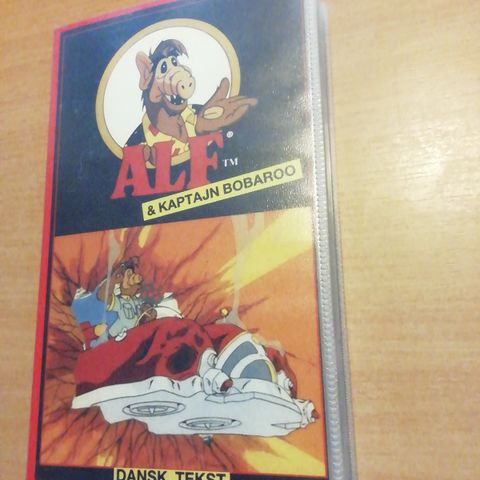 ALF® TM
& KAPTAJN BOBAROO
DANSK TEKST